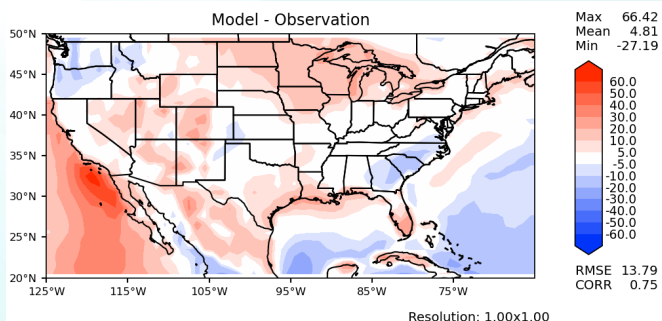 Model - Observation
Max 66.42
Mean 4.81
Min -27.19
50°N
45°N
40°N
35°N
30°N
25°N
20°N
125°W 115°W 105°W 95°W 85°W 75°W
60.0
50.0
40.0
30.0
20.0
10.0
5.0
-5.0
-10.0
-20.0
-30.0
-40.0
-50.0
-60.0
RMSE 13.79
CORR 0.75
Resolution: 1.00x1.00